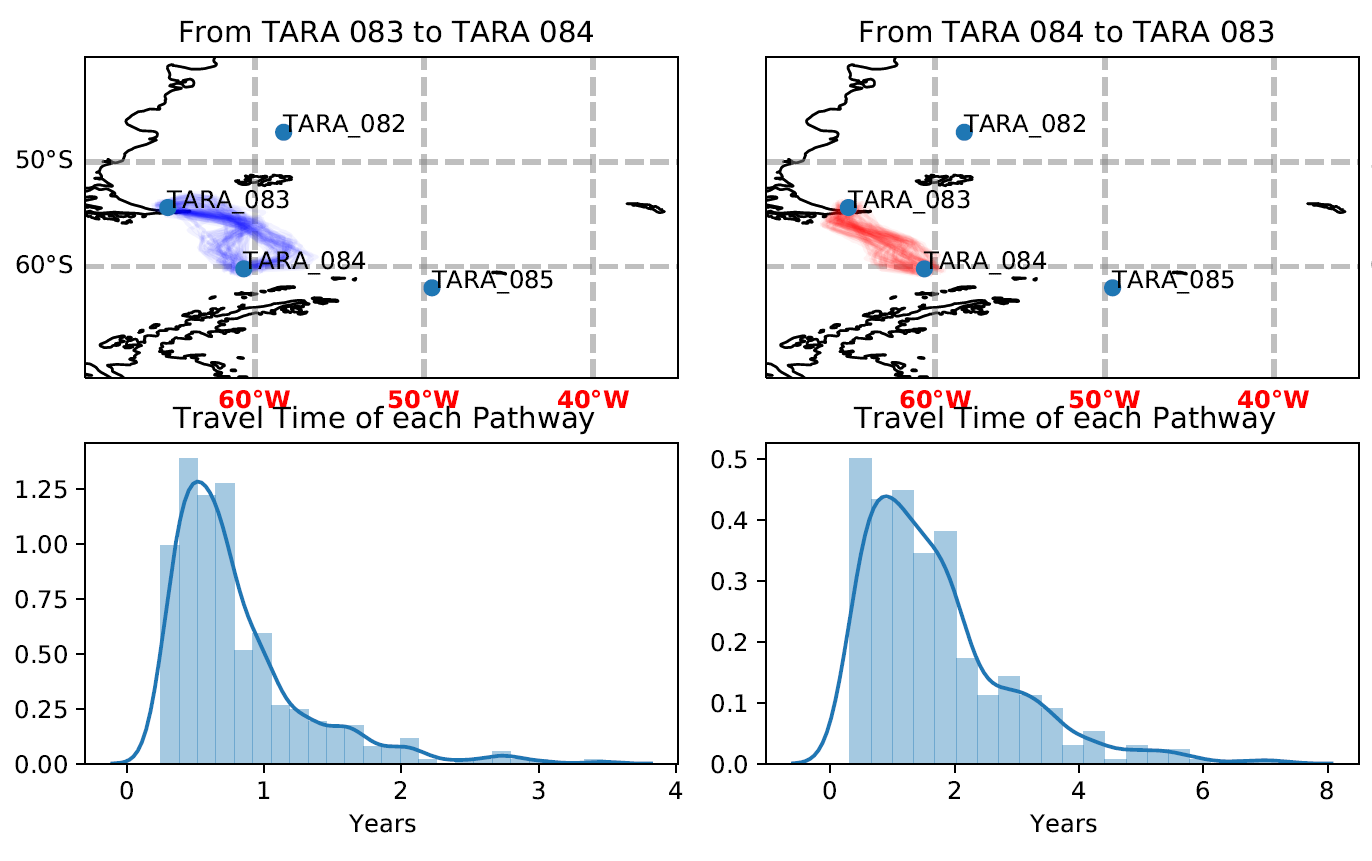 From TARA 083 to TARA 084
From TARA 084 to TARA 083
50°S
60°S
TARA_082
TARA_083
TARA_084
TARA_085
60°W
50°W
40°W
TARA_082
TARA_083
TARA_084
TARA_085
60°W
50°W
40°W
Travel Time of each Pathway
1.25
1.00
0.75
0.50
0.25
0.00
0
1
2
3
4
Years
Travel Time of each Pathway
0.5
0.4
0.3
0.2
0.1
0.0
0
2
4
6
8
Years